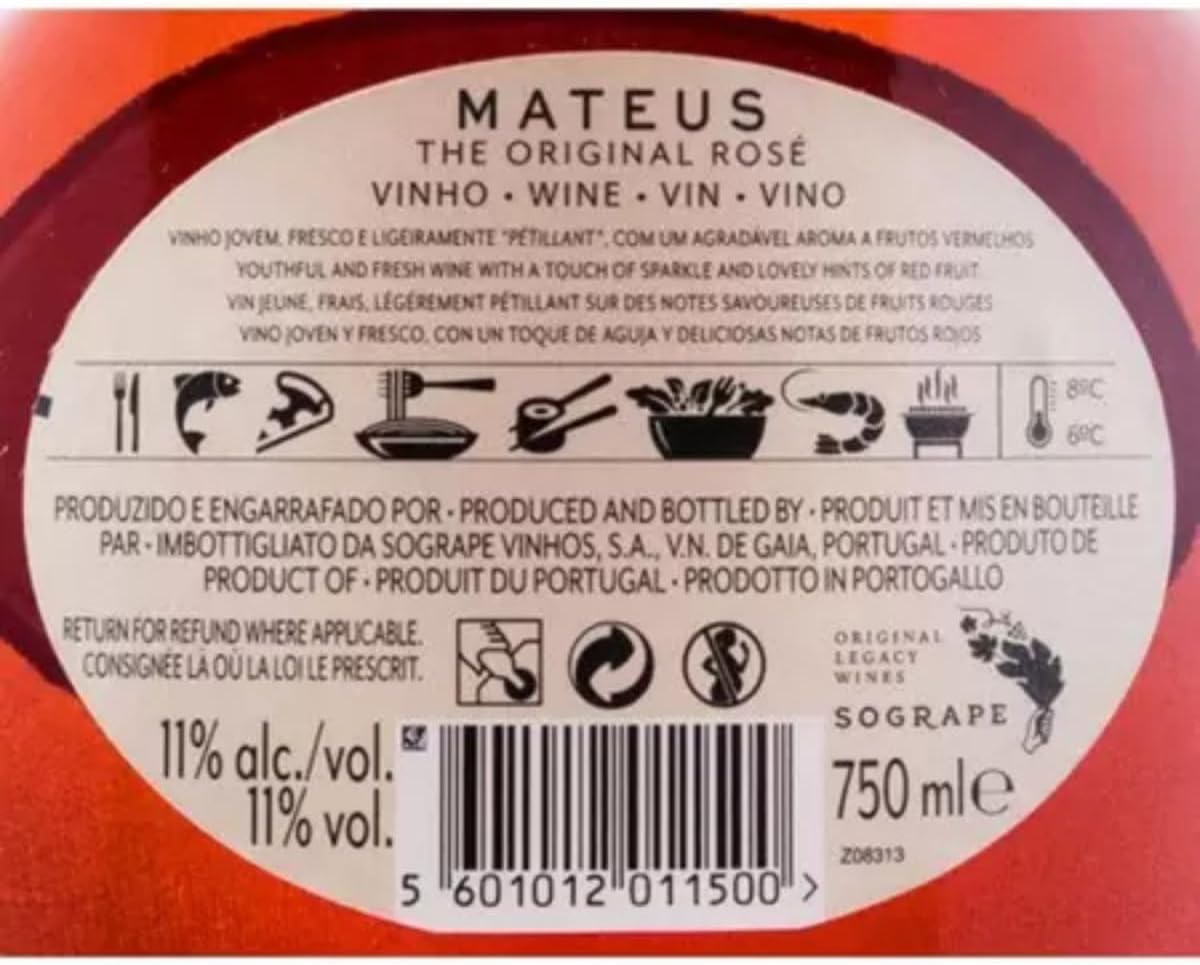 MATEUS
THE ORIGINAL ROSÉ
VINHO • WINE • VIN • VINO
VINHO JOVEM, FRESCO E LIGEIRAMENTE "PÉTILLANT", COM UM AGRADÁVEL AROMA A FRUTOS VERMELHOS
YOUTHFUL AND FRESH WINE WITH A TOUCH OF SPARKLE AND LOVELY HINTS OF RED FRUIT
VIN JEUNE, FRAIS, LÉGÉREMENT PÉTILLANT SUR DES NOTES SAVOUREUSES DE FRUITS ROUGES
VINO JOVEN Y FRESCO, CON UN TOQUE DE AGUJA Y DELICIOSAS NOTAS DE FRUTOS ROJOS
8ºC
6ºC
PRODUZIDO E ENGARRAFADO POR • PRODUCED AND BOTTLED BY • PRODUIT ET MIS EN BOUTEILLE
PAR • IMBOTTIGLIATO DA SOGRAPE VINHOS, S.A., V.N. DE GAIA, PORTUGAL • PRODUTO DE
PRODUCT OF • PRODUIT DU PORTUGAL • PRODOTTO IN PORTOGALLO
RETURN FOR REFUND WHERE APPLICABLE.
CONSIGNÉE LÀ OÙ LA LOI LE PRESCRIT.
ORIGINAL
LEGACY
WINES
SOGRAPE
11% alc./vol.
11% vol.
750 ml e
Z08313
5 601012 011500 >